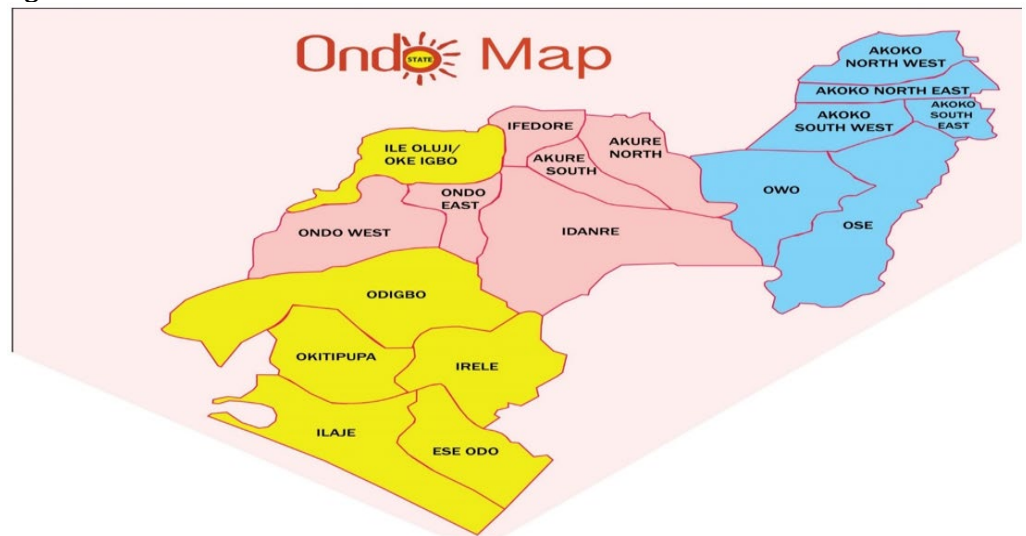 Ondo Map
STATE
AKOKO
NORTH WEST
AKOKO NORTH EAST
AKOKO
SOUTH WEST
AKOKO
SOUTH
EAST
IFEDORE
AKURE
NORTH
ILE OLUJI/
OKE IGBO
AKURE
SOUTH
ONDO
EAST
OWO
OSE
ONDO WEST
IDANRE
ODIGBO
OKITIPUPA
IRELE
ILAJE
ESE ODO